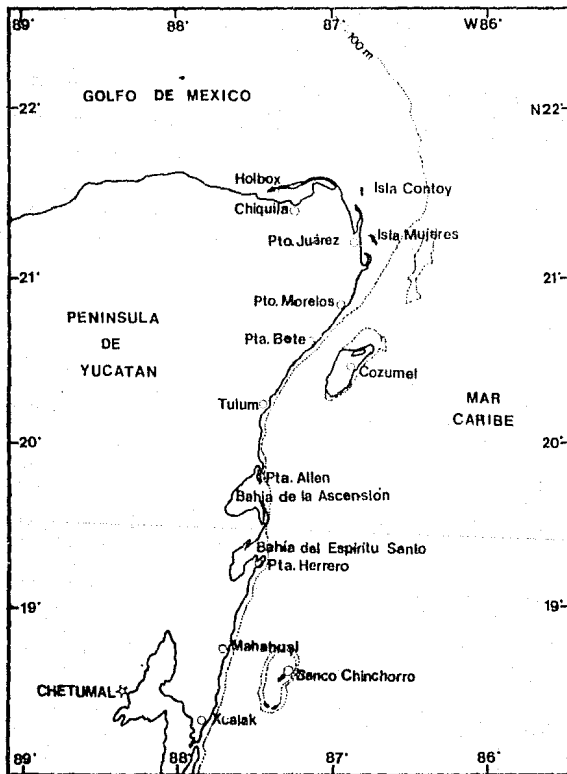 89° 88° 87° W86°
100 m
22° N22°
GOLFO DE MEXICO
Holbox
Isla Contoy
Chiquila
Pto. Juárez
Isla Mujeres
21° 21°
Pto. Morelos
PENINSULA
DE
YUCATAN
Pta. Bete
Cozumel
MAR
CARIBE
Tulum
20° 20°
Pta. Allen
Bahía de la Ascensión
Bahía del Espíritu Santo
Pta. Herrero
19° 19°
Mahahual
Banco Chinchorro
CHETUMAL
Xcalak
89° 88° 87° 86°